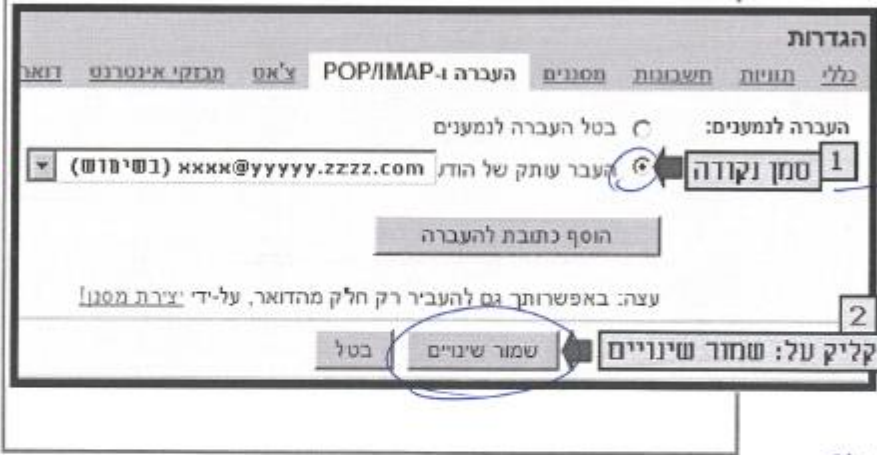 הגדרות
כללי תוויות חשבונות מסננים העברה ו-POP/IMAP צ'אט מבזקי אינטרנט דואר
העברה לנמענים: בטל העברה לנמענים
1 סמן נקודה העבר עותק של הודע xxxx@yyyyy.zzzz.com (בשימוש)
הוסף כתובת להעברה
עצה: באפשרותך גם להעביר רק חלק מהדואר, על-ידי יצירת מסנן!
2
קליק על: שמור שינויים שמור שינויים בטל